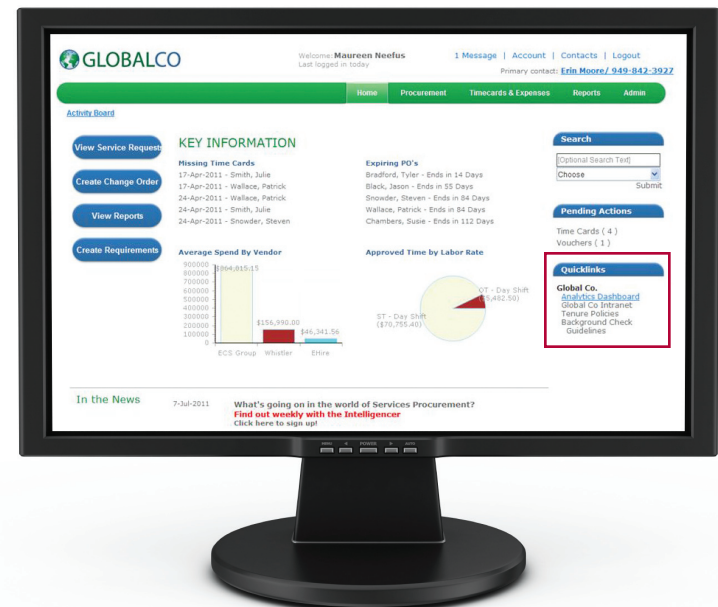 GLOBALCO
Welcome: Maureen Neefus
Last logged in today
1 Message | Account | Contacts | Logout
Primary contact: Erin Moore/ 949-842-3927
Home Procurement Timecards & Expenses Reports Admin
Activity Board
View Service Requests
Create Change Order
View Reports
Create Requirements
KEY INFORMATION
Missing Time Cards
17-Apr-2011 - Smith, Julie
17-Apr-2011 - Wallace, Patrick
24-Apr-2011 - Wallace, Patrick
24-Apr-2011 - Smith, Julie
24-Apr-2011 - Snowder, Steven
Expiring PO's
Bradford, Tyler - Ends in 14 Days
Black, Jason - Ends in 55 Days
Snowder, Steven - Ends in 84 Days
Wallace, Patrick - Ends in 84 Days
Chambers, Susie - Ends in 112 Days
Average Spend By Vendor
900000
800000
700000
600000
500000
400000
300000
200000
100000
0
$156,990.00
$46,341.56
ECS Group Whistler EHire
Approved Time by Labor Rate
OT - Day Shift
ST - Day Shift
($70,755.40)
Search
[Optional Search Text]
Choose
Submit
Pending Actions
Time Cards ( 4 )
Vouchers ( 1 )
Quicklinks
Global Co.
Analytics Dashboard
Global Co Intranet
Tenure Policies
Background Check
Guidelines
In the News
7-Jul-2011
What's going on in the world of Services Procurement?
Find out weekly with the Intelligencer
Click here to sign up!
MENU POWER AUTO